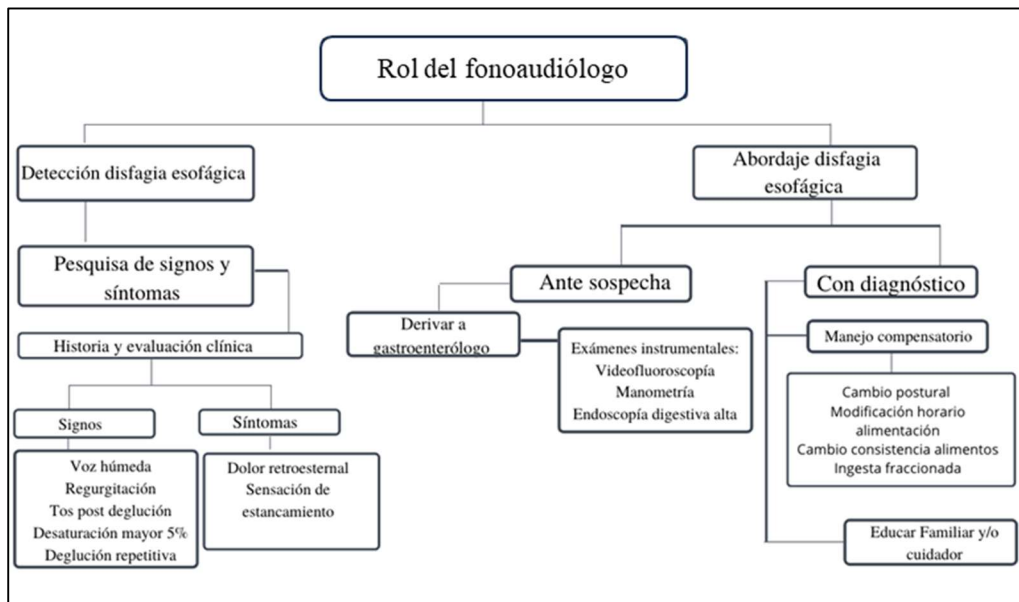 Rol del fonoaudiólogo
Detección disfagia esofágica
Pesquisa de signos y
síntomas
Historia y evaluación clínica
Signos
Voz húmeda
Regurgitación
Tos post deglución
Desaturación mayor 5%
Deglución repetitiva
Síntomas
Dolor retroesternal
Sensación de
estancamiento
Abordaje disfagia
esofágica
Ante sospecha
Derivar a
gastroenterólogo
Exámenes instrumentales:
Videofluoroscopía
Manometría
Endoscopía digestiva alta
Con diagnóstico
Manejo compensatorio
Cambio postural
Modificación horario
alimentación
Cambio consistencia alimentos
Ingesta fraccionada
Educar Familiar y/o
cuidador